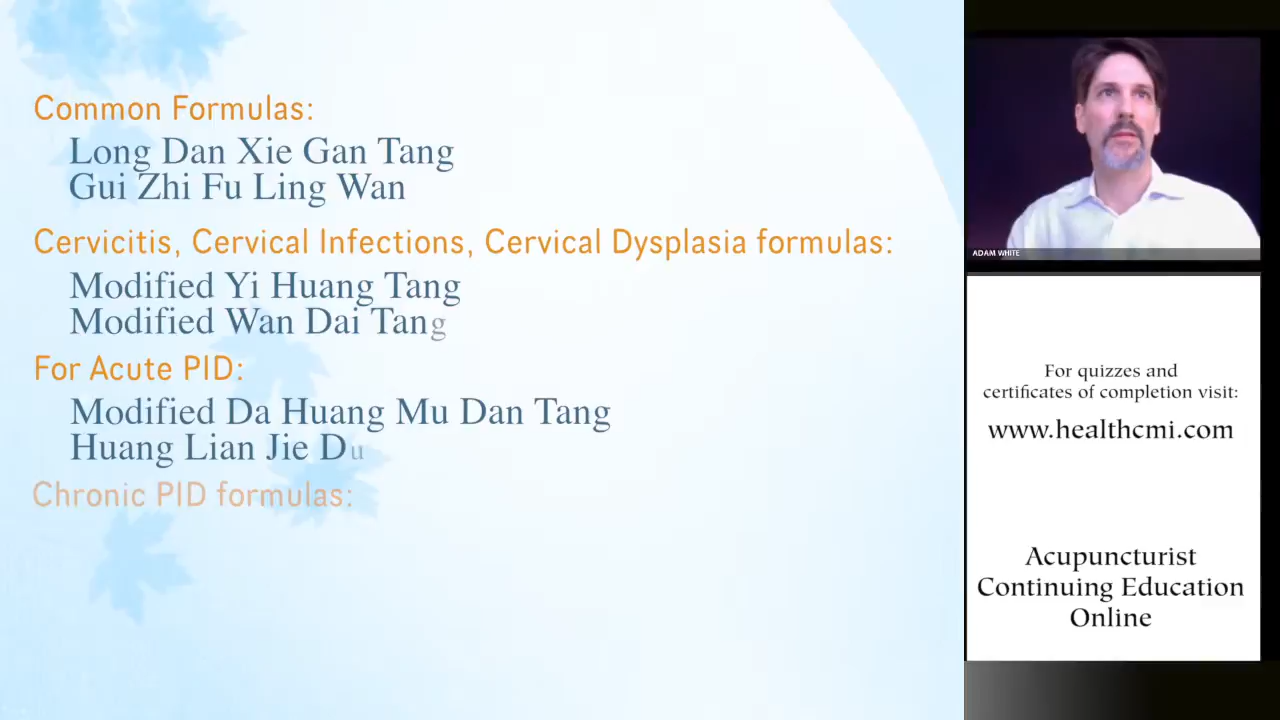 Common Formulas:
Long Dan Xie Gan Tang
Gui Zhi Fu Ling Wan
Cervicitis, Cervical Infections, Cervical Dysplasia formulas:
Modified Yi Huang Tang
Modified Wan Dai Tang
For Acute PID:
Modified Da Huang Mu Dan Tang
Huang Lian Jie Du
Chronic PID formulas:
ADAM WHITE
For quizzes and
certificates of completion visit:
www.healthcmi.com
Acupuncturist
Continuing Education
Online